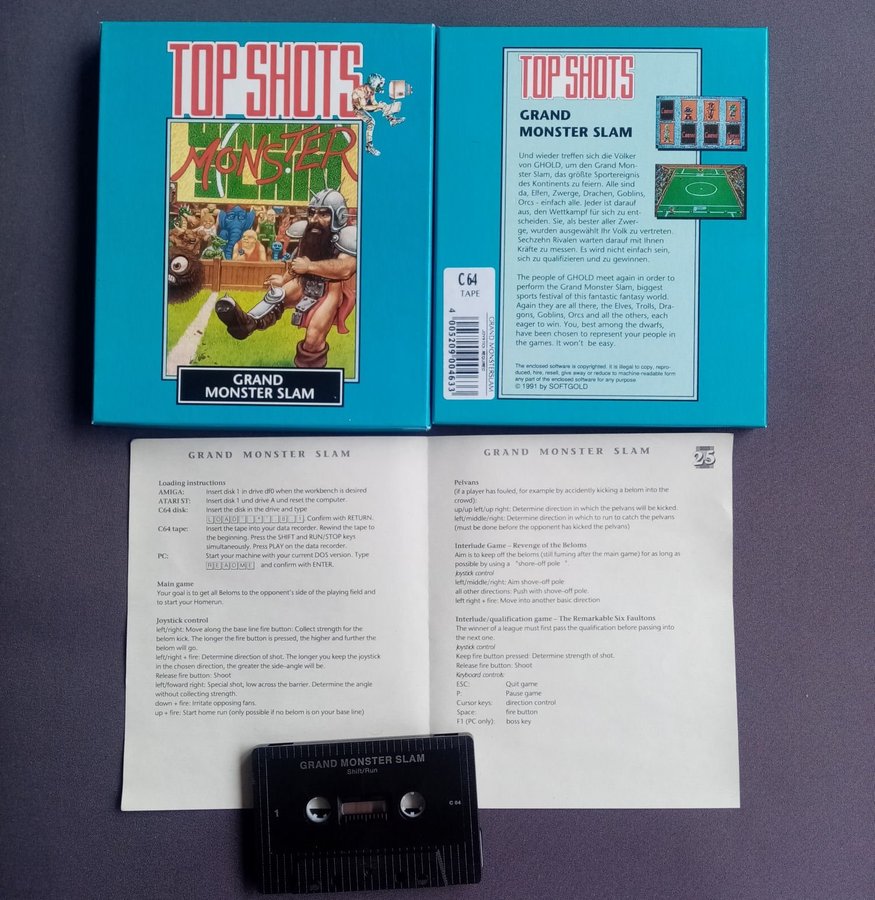 TOP SHOTS
GRAND
MONSTER
SLAM
GRAND
MONSTER SLAM
TOP SHOTS
GRAND
MONSTER SLAM
Und wieder treffen sich die Völker
von GHOLD, um den Grand Mon-
ster Slam, das größte Sportereignis
des Kontinents zu feiern. Alle sind
da, Elfen, Zwerge, Drachen, Goblins,
Orcs - einfach alle. Jeder ist darauf
aus, den Wettkampf für sich zu ent-
scheiden. Sie, als bester aller Zwer-
ge, wurden ausgewählt Ihr Volk zu vertreten.
Sechzehn Rivalen warten darauf mit Ihnen
Kräfte zu messen. Es wird nicht einfach sein,
sich zu qualifizieren und zu gewinnen.
The people of GHOLD meet again in order to
perform the Grand Monster Slam, biggest
sports festival of this fantastic fantasy world.
Again they are all there, the Elves, Trolls, Dra-
gons, Goblins, Orcs and all the others, each
eager to win. You, best among the dwarfs,
have been chosen to represent your people in
the games. It won't be easy.
The enclosed software is copyrighted. It is illegal to copy, repro-
duced, hire, resell, give away or reduce to machine-readable form
any part of the enclosed software for any purpose.
© 1991 by SOFTGOLD
C64
TAPE
4 005209 004633
GRAND MONSTERSLAM
JOYSTICK REQUIRED
GRAND MONSTER SLAM
Loading instructions
AMIGA: Insert disk 1 in drive df0 when the workbench is desired
ATARI ST: Insert disk 1 und drive A and reset the computer.
C64 disk: Insert the disk in the drive and type
LOAD "*",8,1. Confirm with RETURN.
C64 tape: Insert the tape into your data recorder. Rewind the tape to
the beginning. Press the SHIFT and RUN/STOP keys
simultaneously. Press PLAY on the data recorder.
PC: Start your machine with your current DOS version. Type
README and confirm with ENTER.
Main game
Your goal is to get all Beloms to the opponent's side of the playing field and
to start your Homerun.
Joystick control
left/right: Move along the base line fire button: Collect strength for the
belom kick. The longer the fire button is pressed, the higher and further the
belom will go.
left/right + fire: Determine direction of shot. The longer you keep the joystick
in the chosen direction, the greater the side-angle will be.
Release fire button: Shoot
left/foward right: Special shot, low across the barrier. Determine the angle
without collecting strength.
down + fire: Irritate opposing fans.
up + fire: Start home run (only possible if no belom is on your base line)
GRAND MONSTER SLAM
25
Pelvans
(if a player has fouled, for example by accidently kicking a belom into the
crowd):
up/up left/up right: Determine direction in which the pelvans will be kicked.
left/middle/right: Determine direction in which to run to catch the pelvans
(must be done before the opponent has kicked the pelvans)
Interlude Game – Revenge of the Beloms
Aim is to keep off the beloms (still fuming after the main game) for as long as
possible by using a "shore-off pole ".
joystick control
left/middle/right: Aim shove-off pole
all other directions: Push with shove-off pole
left right + fire: Move into another basic direction
Interlude/qualification game – The Remarkable Six Faultons
The winner of a league must first pass the qualification before passing into
the next one.
Joystick control
Keep fire button pressed: Determine strength of shot.
Release fire button: Shoot
Keyboard controls:
ESC: Quit game
P: Pause game
Cursor keys: direction control
Space: fire button
F1 (PC only): boss key
GRAND MONSTER SLAM
Shift/Run
1
C 64